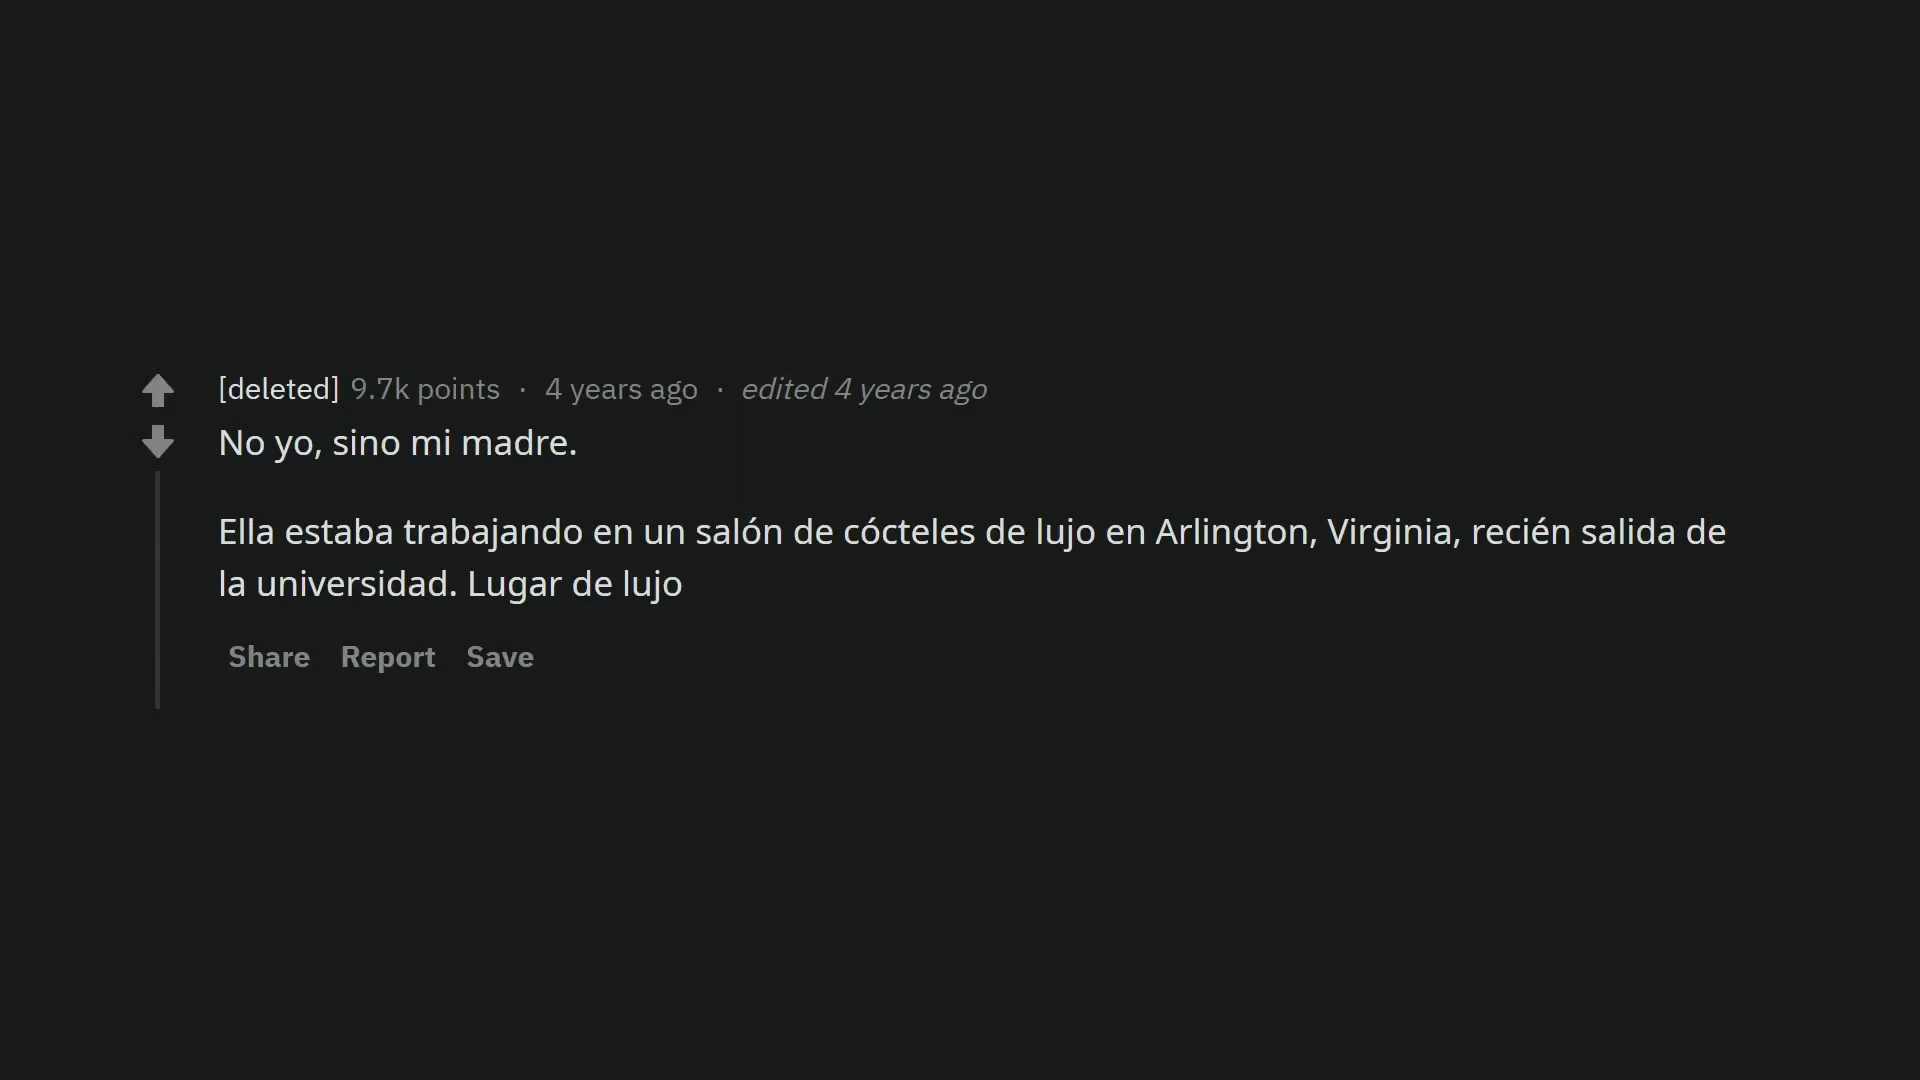 [deleted] 9.7k points · 4 years ago · edited 4 years ago
No yo, sino mi madre.
Ella estaba trabajando en un salón de cócteles de lujo en Arlington, Virginia, recién salida de
la universidad. Lugar de lujo
Share Report Save